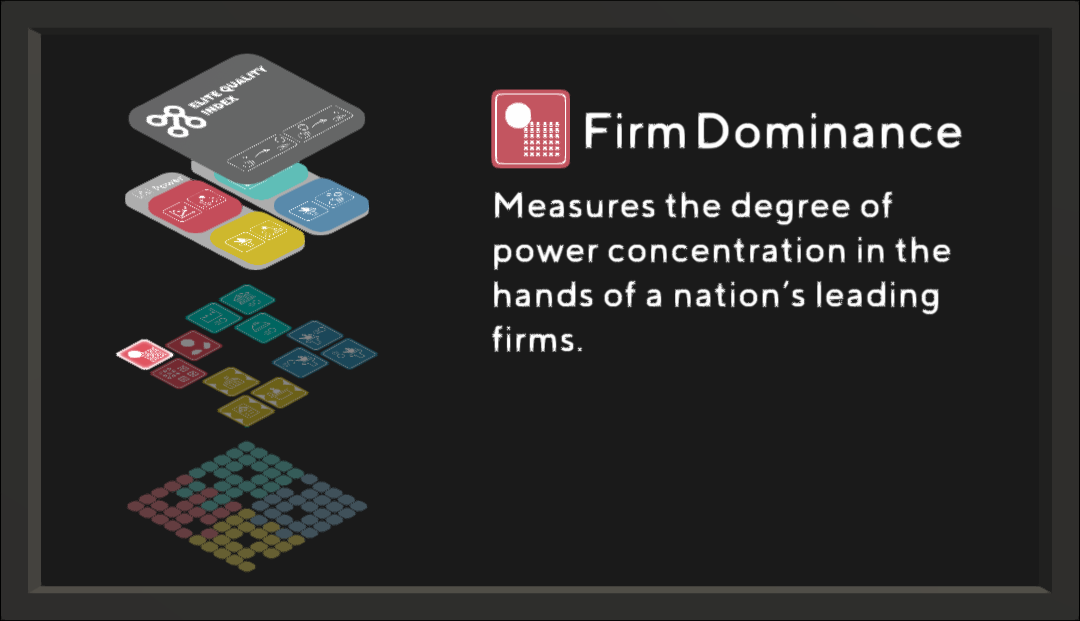 ELITE QUALITY
INDEX
Power
Firm Dominance
Measures the degree of
power concentration in the
hands of a nation's leading
firms.